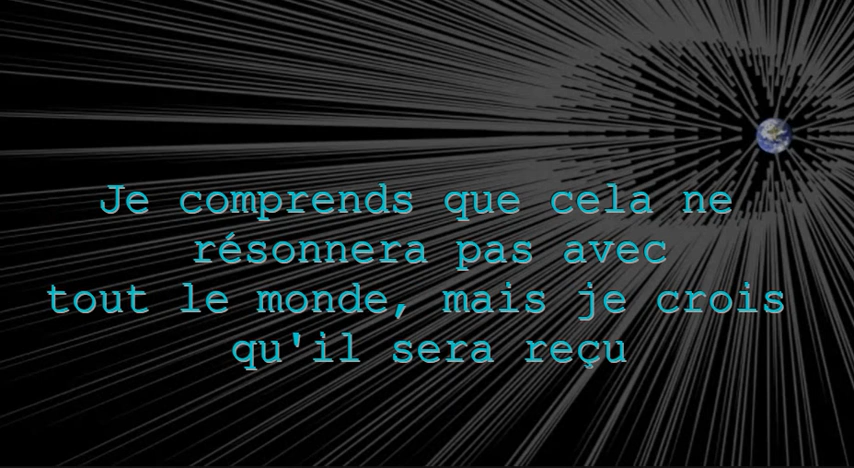 Je comprends que cela ne
résonnera pas avec
tout le monde, mais je crois
qu'il sera reçu